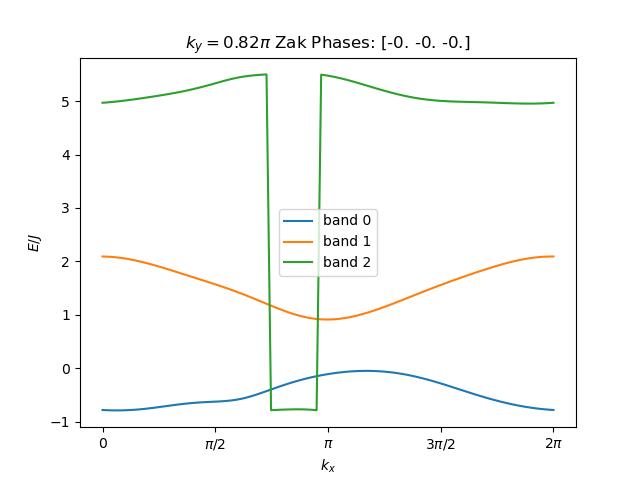 k_y = 0.82π Zak Phases: [-0. -0. -0.]
E/J
5
4
3
2
1
0
−1
band 0
band 1
band 2
0
π/2
π
3π/2
2π
k_x